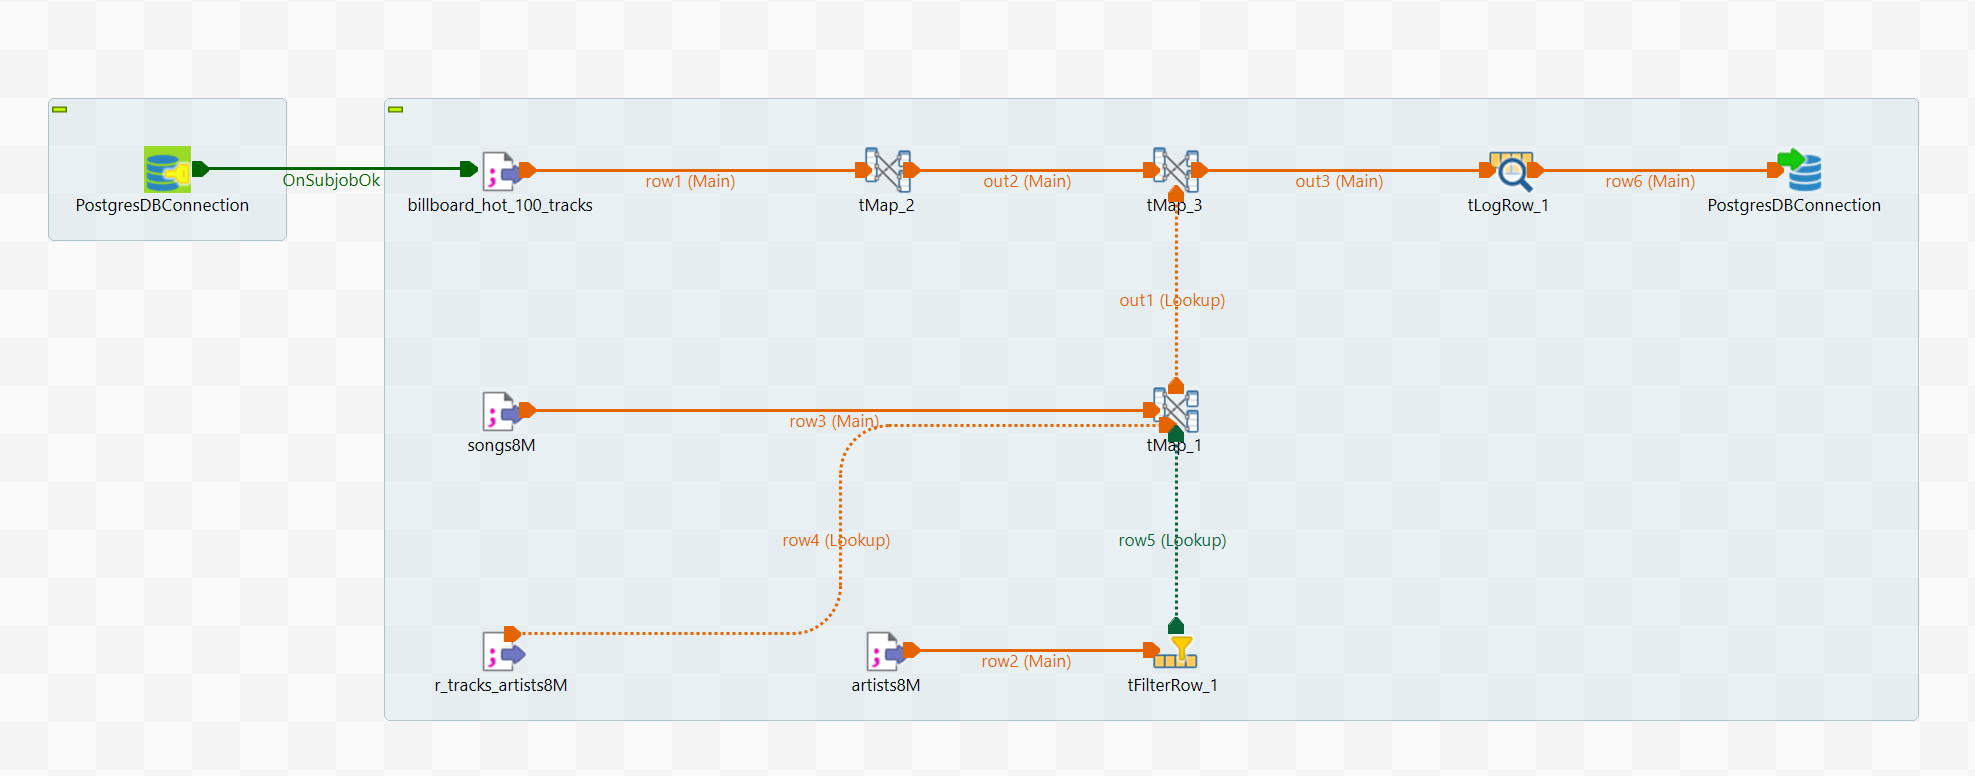 OnSubjobOk
row1 (Main)
out2 (Main)
out3 (Main)
row6 (Main)
PostgresDBConnection
billboard_hot_100_tracks
tMap_2
tMap_3
tLogRow_1
PostgresDBConnection
out1 (Lookup)
row3 (Main)
songs8M
tMap_1
row4 (Lookup)
row5 (Lookup)
row2 (Main)
r_tracks_artists8M
artists8M
tFilterRow_1